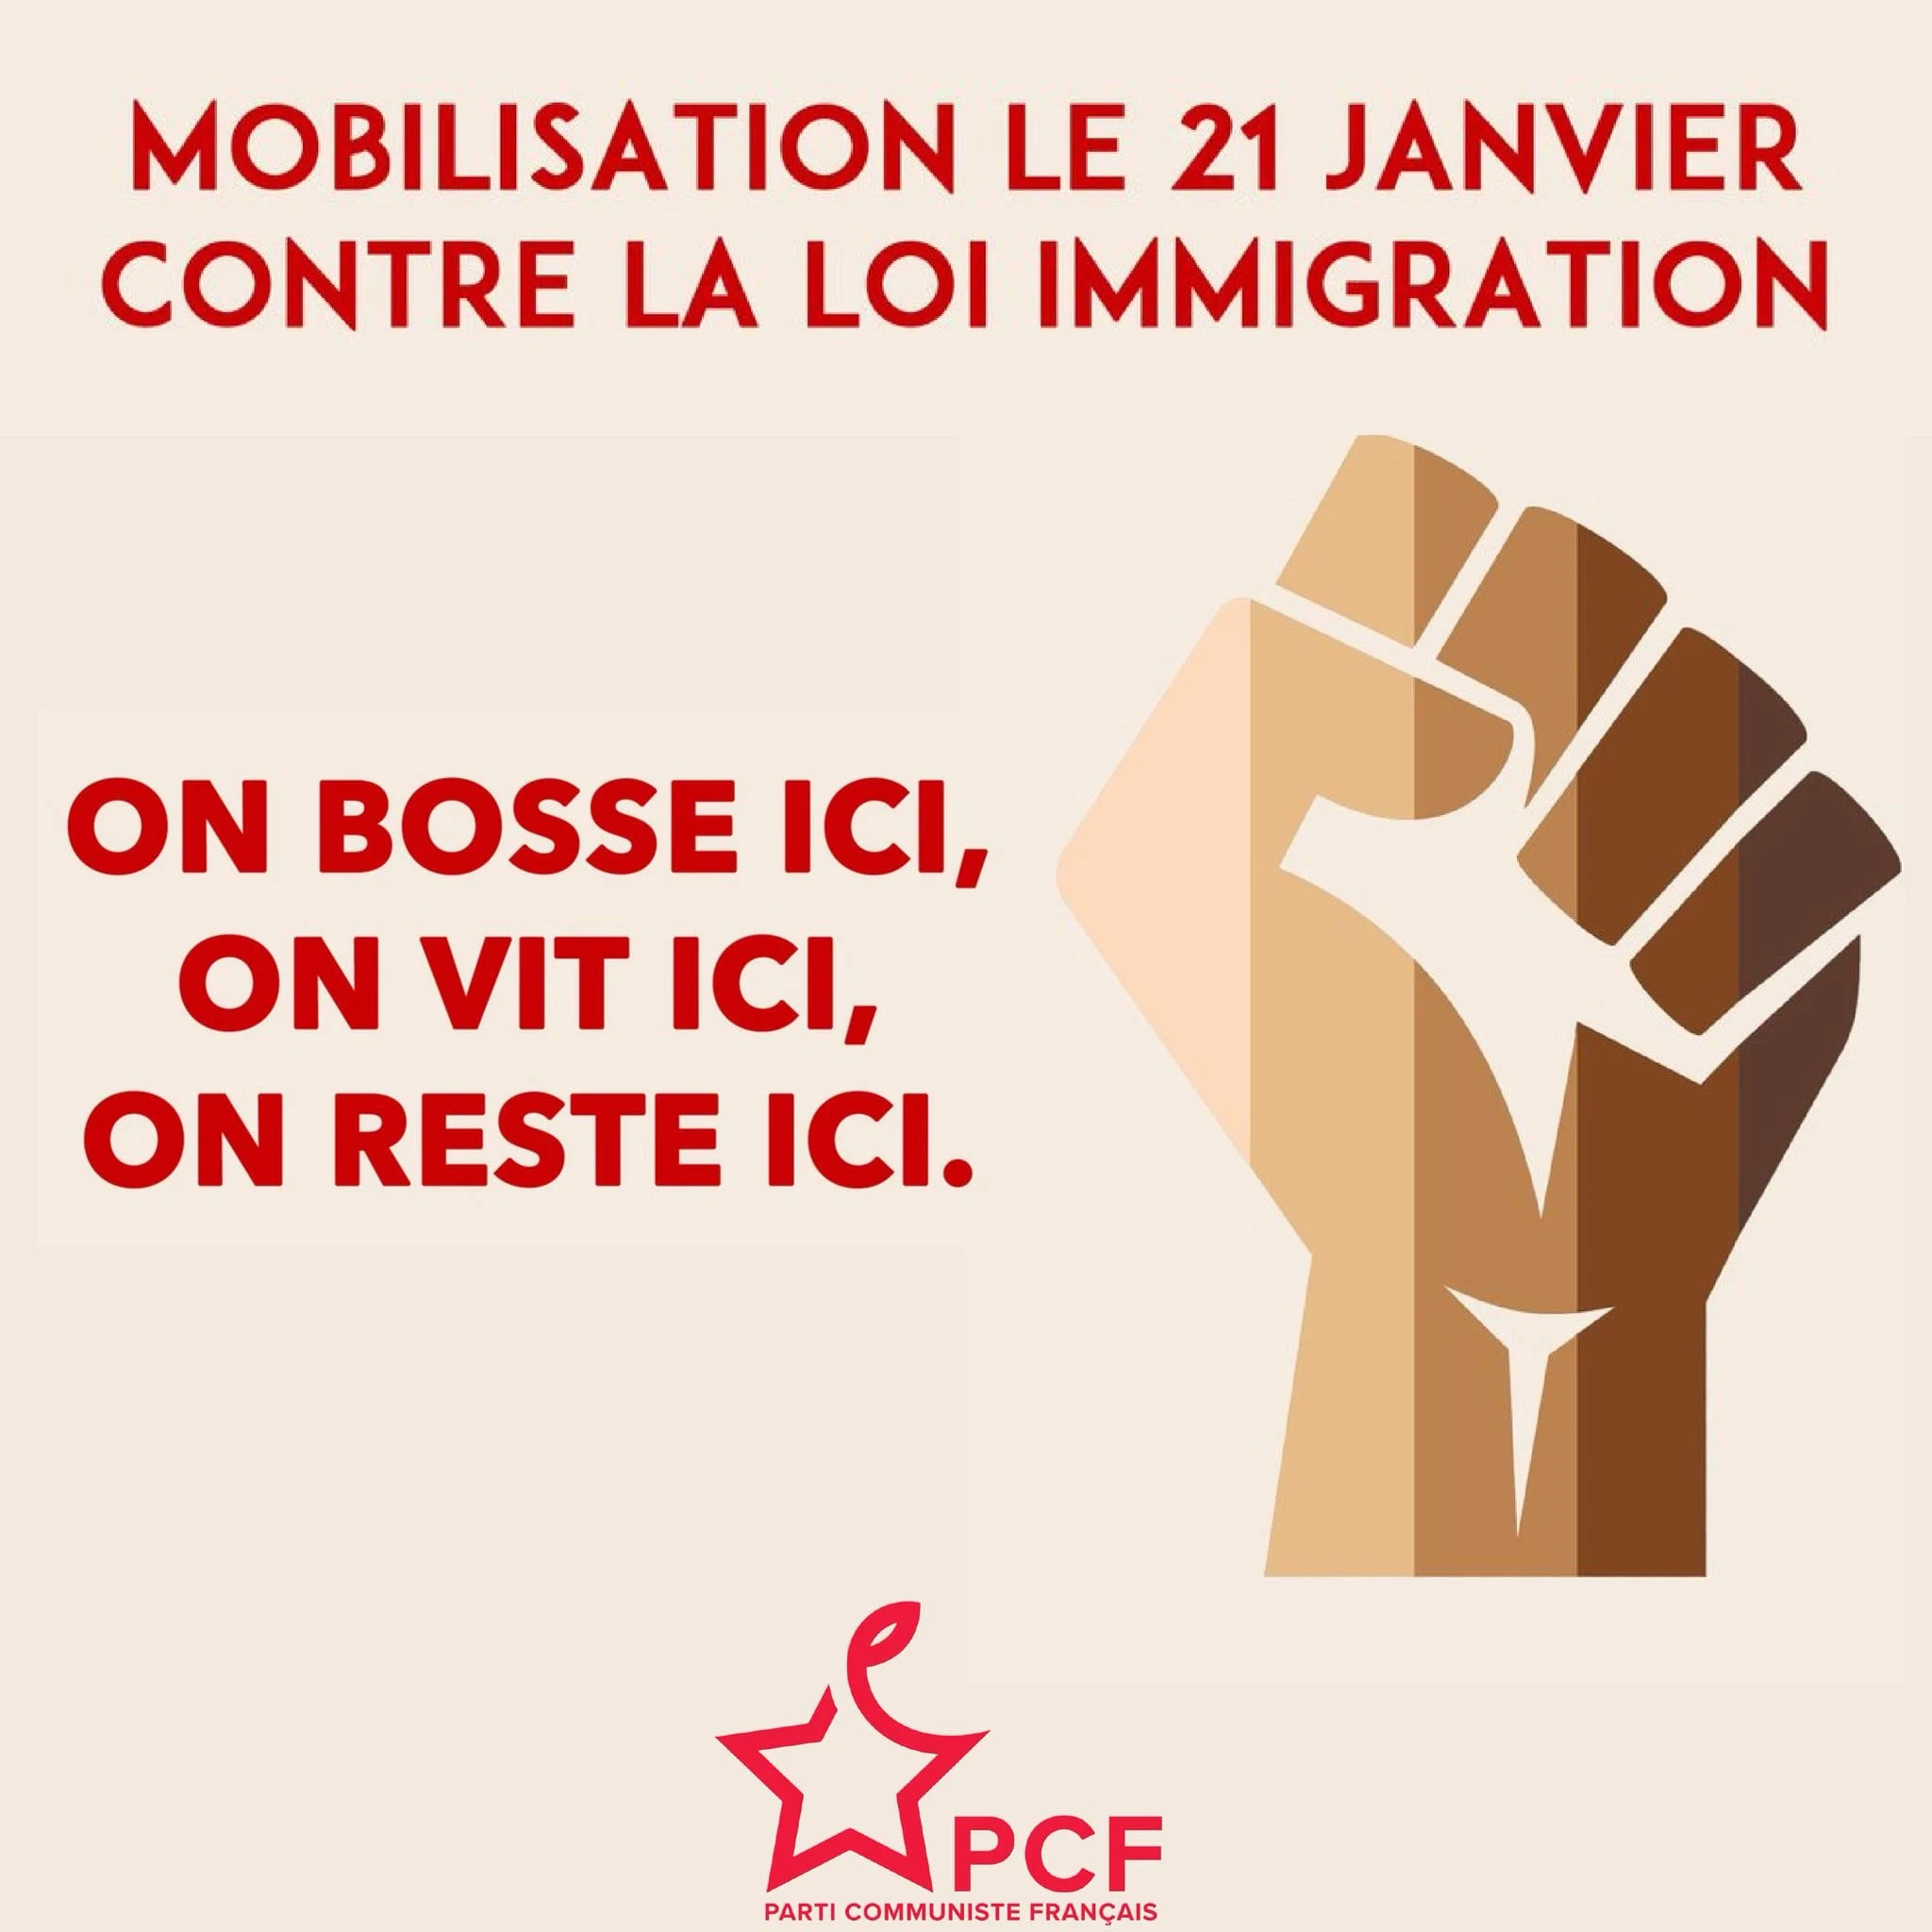 MOBILISATION LE 21 JANVIER
CONTRE LA LOI IMMIGRATION
ON BOSSE ICI,
ON VIT ICI,
ON RESTE ICI.
PCF
PARTI COMMUNISTE FRANÇAIS